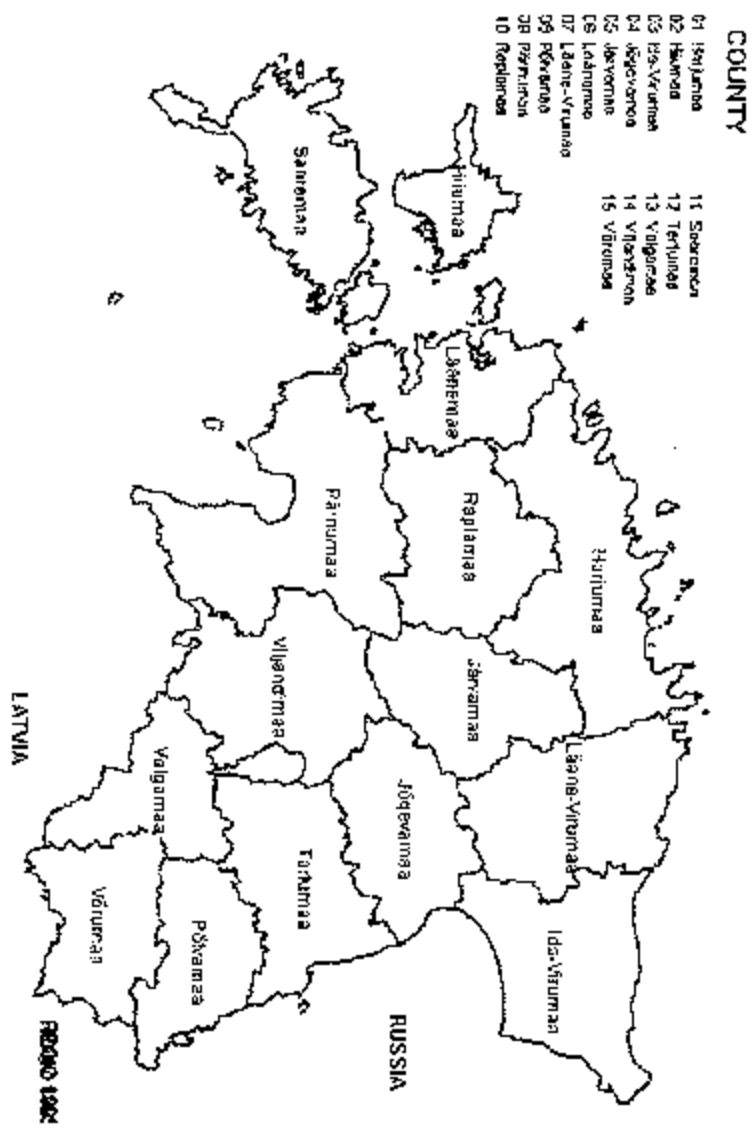 COUNTY
01 Harjumaa
02 Hiiumaa
03 Ida-Virumaa
04 Jõgevamaa
05 Järvamaa
06 Läänemaa
07 Lääne-Virumaa
Põlvamaa
Pärnumaa
10 Raplamaa
11 Saaremaa
12 Tartumaa
13 Valgamaa
14 Viljandimaa
15 Võrumaa
Harjumaa
Lääne-Virumaa
Ida-Virumaa
Hiiumaa
Läänemaa
Raplamaa
Järvamaa
Jõgevamaa
RUSSIA
Saaremaa
Pärnumaa
Viljandimaa
Tartumaa
Valgamaa
Põlvamaa
Võrumaa
LATVIA
REGIO